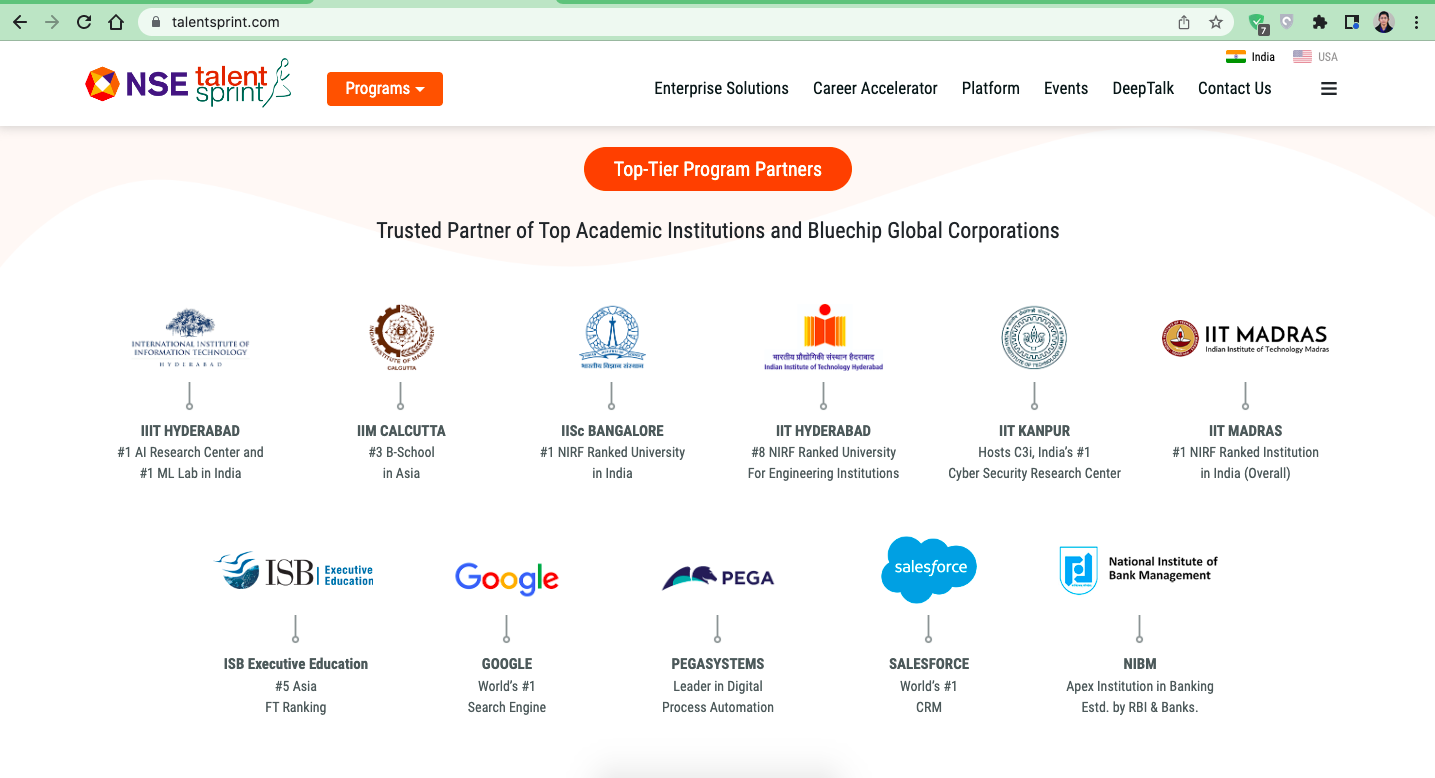 talentsprint.com
7
India
USA
NSE talent sprint
Programs
Enterprise Solutions
Career Accelerator
Platform
Events
DeepTalk
Contact Us
Top-Tier Program Partners
Trusted Partner of Top Academic Institutions and Bluechip Global Corporations
INTERNATIONAL INSTITUTE OF
INFORMATION TECHNOLOGY
HYDERABAD
INDIAN INSTITUTE OF MANAGEMENT
CALCUTTA
भारतीय विज्ञान संस्थान
भारतीय प्रौद्योगिकी संस्थान हैदराबाद
Indian Institute of Technology Hyderabad
IIT MADRAS
Indian Institute of Technology Madras
IIIT HYDERABAD
#1 AI Research Center and
#1 ML Lab in India
IIM CALCUTTA
#3 B-School
in Asia
IISc BANGALORE
#1 NIRF Ranked University
in India
IIT HYDERABAD
#8 NIRF Ranked University
For Engineering Institutions
IIT KANPUR
Hosts C3i, India's #1
Cyber Security Research Center
IIT MADRAS
#1 NIRF Ranked Institution
in India (Overall)
ISB Executive
Education
Google
PEGA
salesforce
National Institute of
Bank Management
ISB Executive Education
#5 Asia
FT Ranking
GOOGLE
World's #1
Search Engine
PEGASYSTEMS
Leader in Digital
Process Automation
SALESFORCE
World's #1
CRM
NIBM
Apex Institution in Banking
Estd. by RBI & Banks.